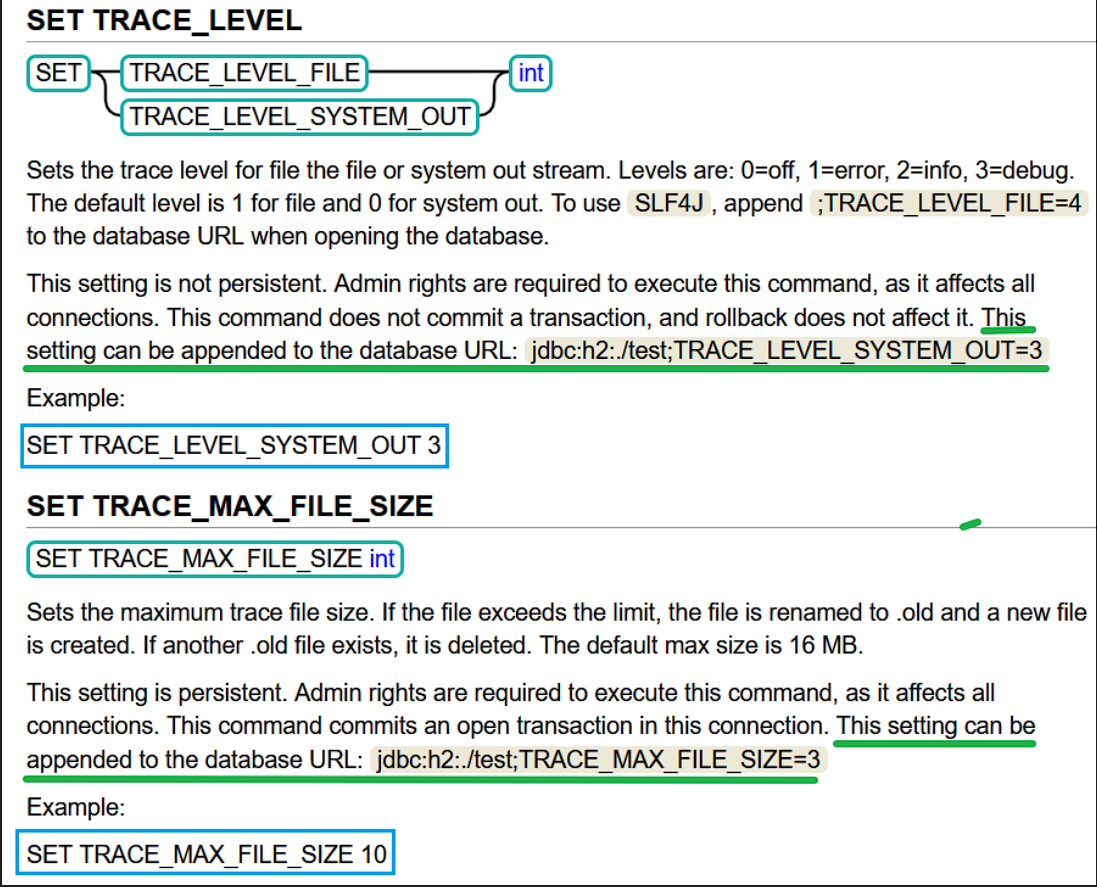 SET TRACE_LEVEL
SET TRACE_LEVEL_FILE int
TRACE_LEVEL_SYSTEM_OUT
Sets the trace level for file the file or system out stream. Levels are: 0=off, 1=error, 2=info, 3=debug.
The default level is 1 for file and 0 for system out. To use SLF4J , append ;TRACE_LEVEL_FILE=4
to the database URL when opening the database.
This setting is not persistent. Admin rights are required to execute this command, as it affects all
connections. This command does not commit a transaction, and rollback does not affect it. This
setting can be appended to the database URL: jdbc:h2:./test;TRACE_LEVEL_SYSTEM_OUT=3
Example:
SET TRACE_LEVEL_SYSTEM_OUT 3
SET TRACE_MAX_FILE_SIZE
SET TRACE_MAX_FILE_SIZE int
Sets the maximum trace file size. If the file exceeds the limit, the file is renamed to .old and a new file
is created. If another .old file exists, it is deleted. The default max size is 16 MB.
This setting is persistent. Admin rights are required to execute this command, as it affects all
connections. This command commits an open transaction in this connection. This setting can be
appended to the database URL: jdbc:h2:./test;TRACE_MAX_FILE_SIZE=3
Example:
SET TRACE_MAX_FILE_SIZE 10